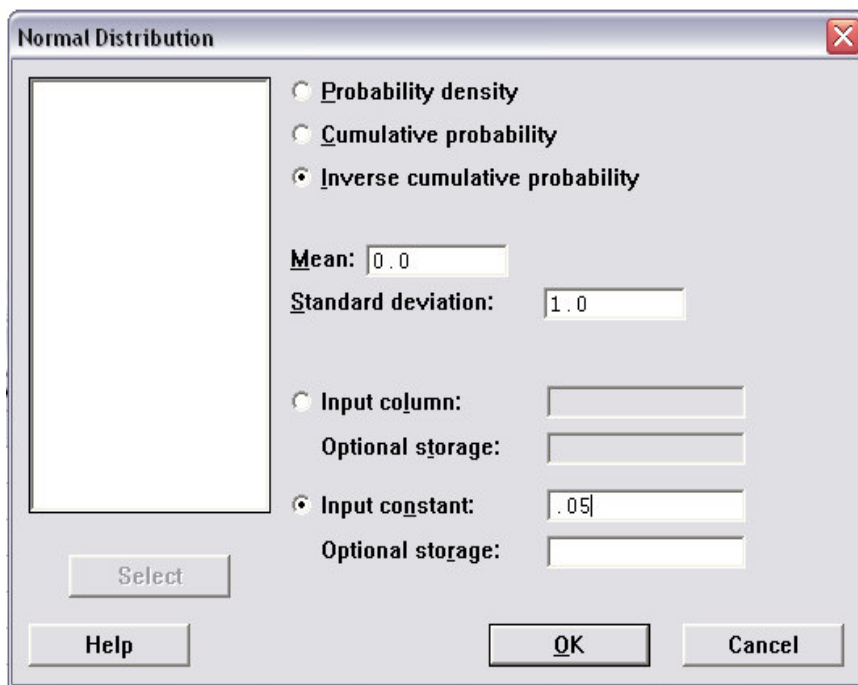 Normal Distribution
Probability density
Cumulative probability
Inverse cumulative probability
Mean: 0.0
Standard deviation: 1.0
Input column:
Optional storage:
Input constant: .05
Optional storage:
Select
Help OK Cancel